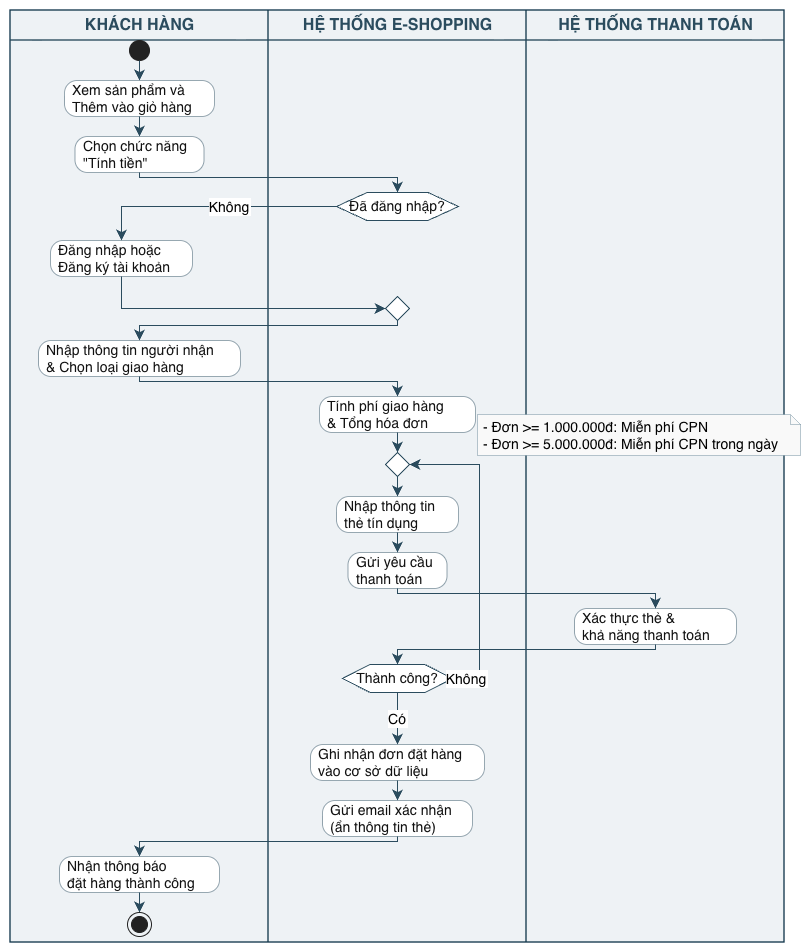 KHÁCH HÀNG
HỆ THỐNG E-SHOPPING
HỆ THỐNG THANH TOÁN
Xem sản phẩm và
Thêm vào giỏ hàng
Chọn chức năng
"Tính tiền"
Đã đăng nhập?
Không
Đăng nhập hoặc
Đăng ký tài khoản
Nhập thông tin người nhận
& Chọn loại giao hàng
Tính phí giao hàng
& Tổng hóa đơn
- Đơn >= 1.000.000đ: Miễn phí CPN
- Đơn >= 5.000.000đ: Miễn phí CPN trong ngày
Nhập thông tin
thẻ tín dụng
Gửi yêu cầu
thanh toán
Xác thực thẻ &
khả năng thanh toán
Thành công?
Không
Có
Ghi nhận đơn đặt hàng
vào cơ sở dữ liệu
Gửi email xác nhận
(ẩn thông tin thẻ)
Nhận thông báo
đặt hàng thành công